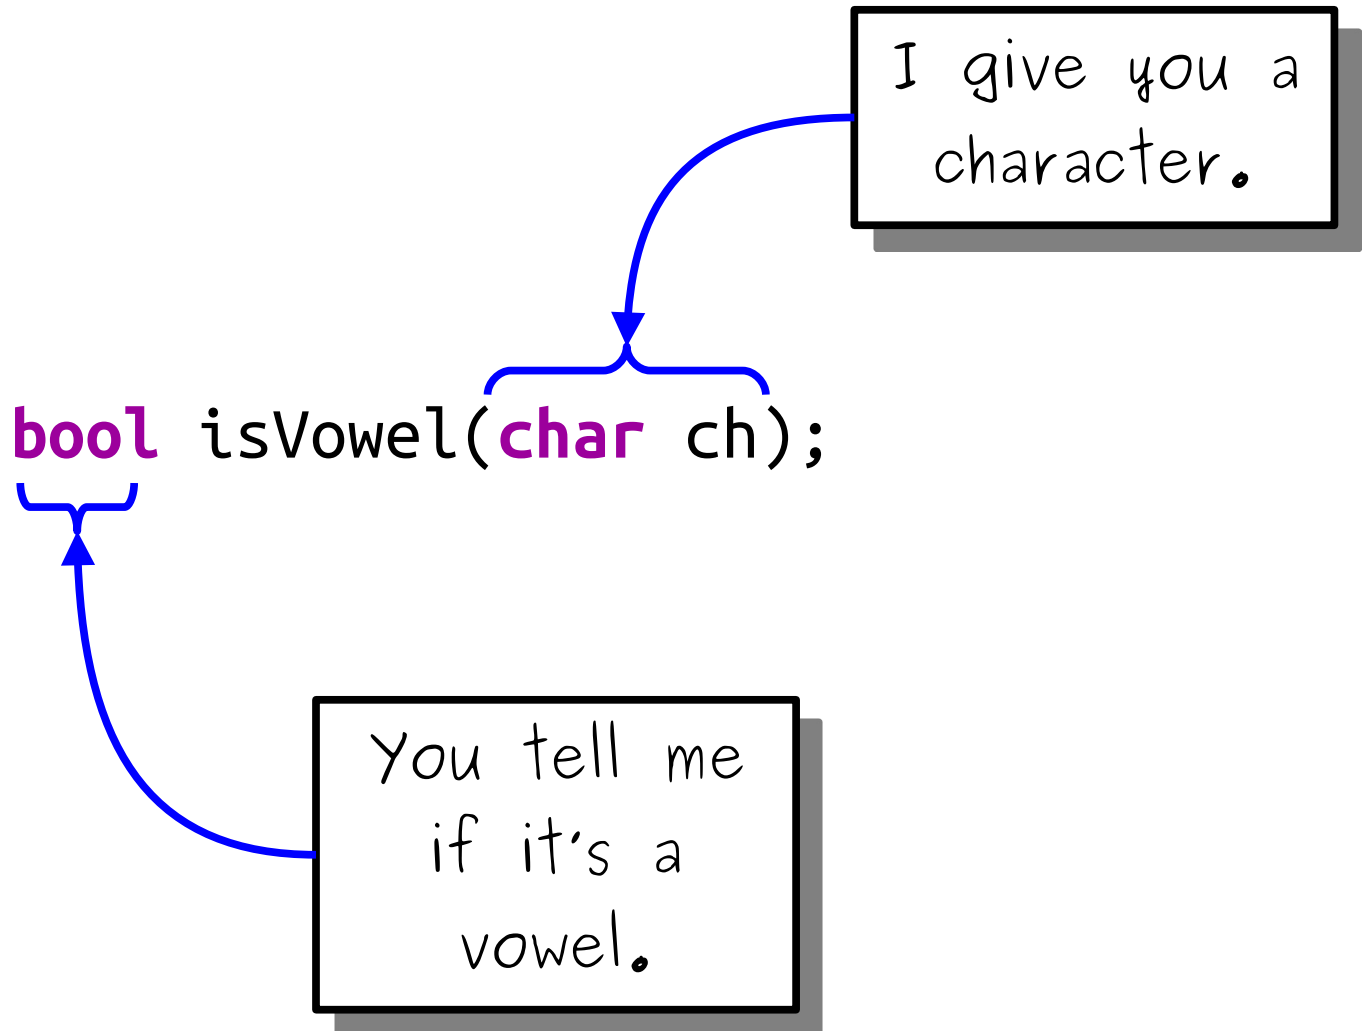 I give you a
character.
bool isVowel(char ch);
You tell me
if it's a
vowel.